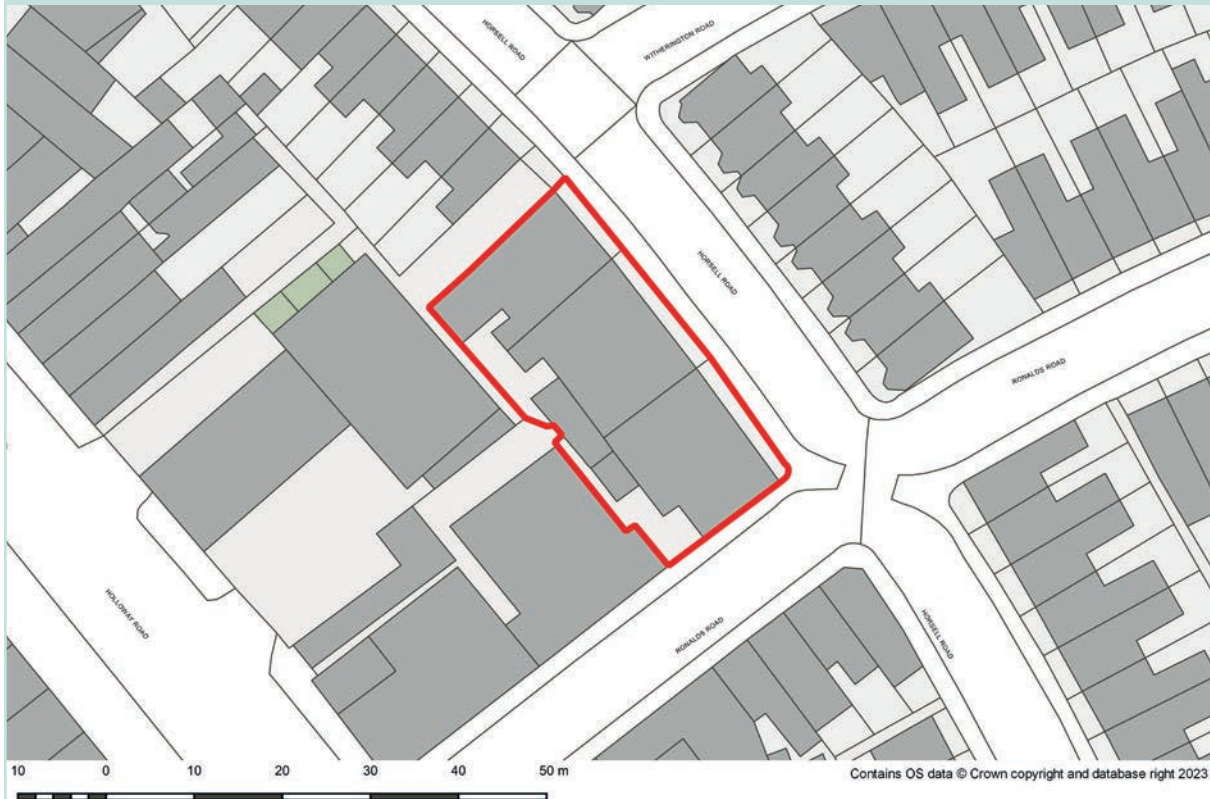 HORSELL ROAD
WITHERINGTON ROAD
HORSELL ROAD
RONALDS ROAD
HOLLOWAY ROAD
RONALDS ROAD
HORSELL ROAD
10 0 10 20 30 40 50 m
Contains OS data © Crown copyright and database right 2023